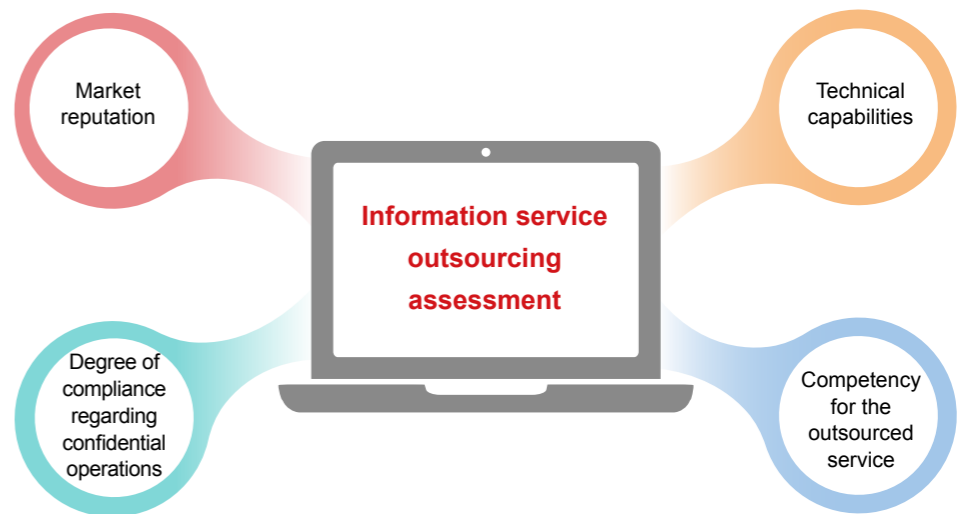 Market
reputation
Technical
capabilities
Information service
outsourcing
assessment
Degree of
compliance
regarding
confidential
operations
Competency
for the
outsourced
service